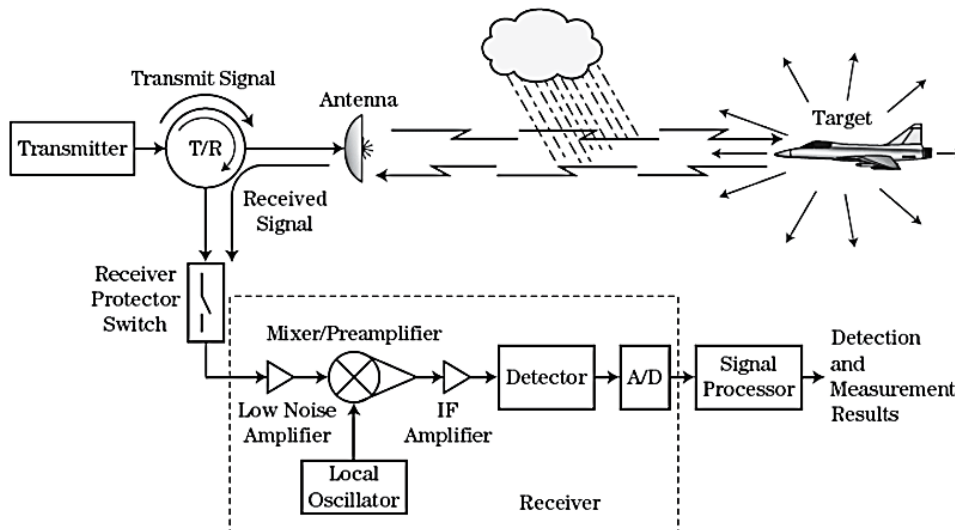 Transmit Signal
Antenna
Target
Transmitter
T/R
Received
Signal
Receiver
Protector
Switch
Mixer/Preamplifier
Detection
and
Measurement
Results
Detector
A/D
Signal
Processor
Low Noise
Amplifier
IF
Amplifier
Local
Oscillator
Receiver